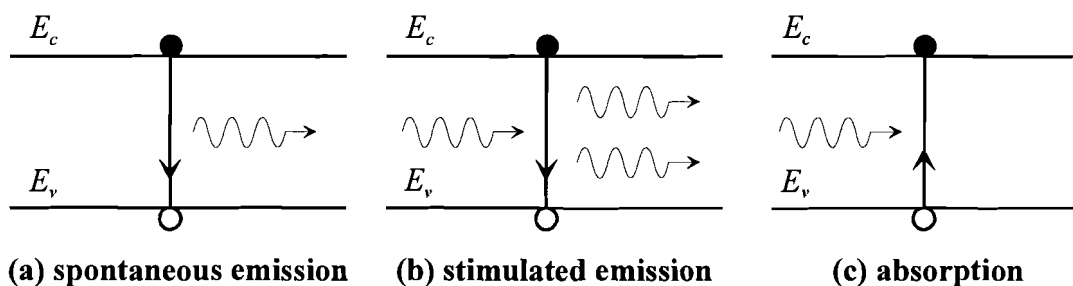 E_c E_c E_c
E_v E_v E_v
(a) spontaneous emission (b) stimulated emission (c) absorption